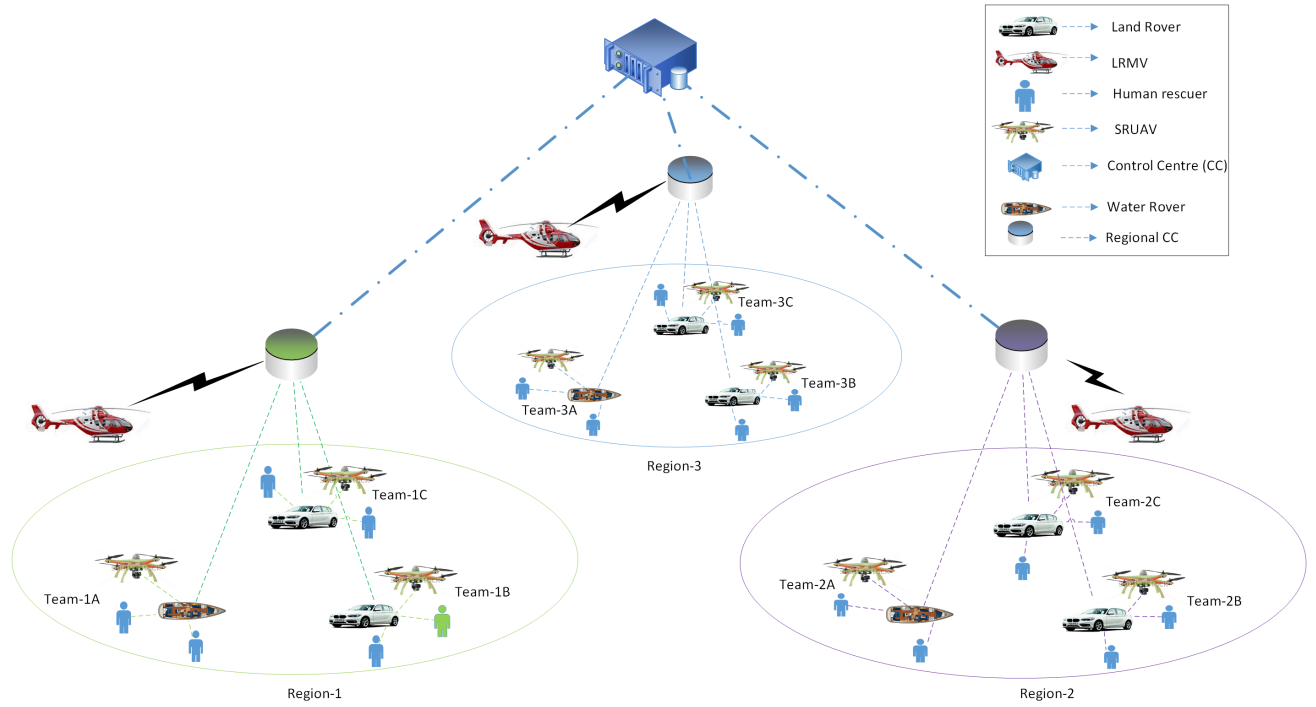 Land Rover
LRMV
Human rescuer
SRUAV
Control Centre (CC)
Water Rover
Regional CC
Team-3C
Team-3B
Team-3A
Region-3
Team-1C
Team-1B
Team-1A
Region-1
Team-2C
Team-2A
Team-2B
Region-2